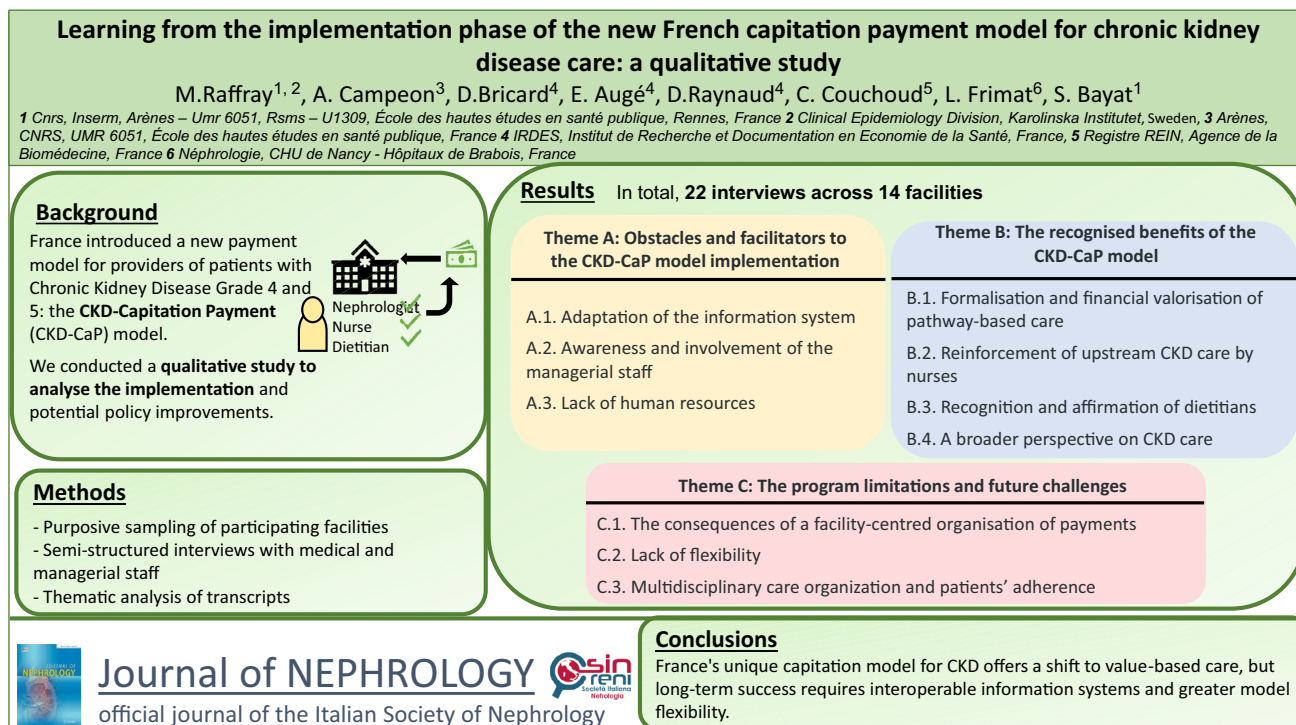 Learning from the implementation phase of the new French capitation payment model for chronic kidney
disease care: a qualitative study
M.Raffray1, 2, A. Campeon3, D.Bricard4, E. Augé4, D.Raynaud4, C. Couchoud5, L. Frimat6, S. Bayat1
1 Cnrs, Inserm, Arènes – Umr 6051, Rsms – U1309, École des hautes études en santé publique, Rennes, France 2 Clinical Epidemiology Division, Karolinska Institutet, Sweden, 3 Arènes,
CNRS, UMR 6051, École des hautes études en santé publique, France 4 IRDES, Institut de Recherche et Documentation en Economie de la Santé, France, 5 Registre REIN, Agence de la
Biomédecine, France 6 Néphrologie, CHU de Nancy - Hôpitaux de Brabois, France
Background
France introduced a new payment
model for providers of patients with
Chronic Kidney Disease Grade 4 and
5: the CKD-Capitation Payment
(CKD-CaP) model.
We conducted a qualitative study to
analyse the implementation and
potential policy improvements.
Nephrologist
Nurse
Dietitian
Methods
- Purposive sampling of participating facilities
- Semi-structured interviews with medical and
managerial staff
- Thematic analysis of transcripts
Results In total, 22 interviews across 14 facilities
Theme A: Obstacles and facilitators to
the CKD-CaP model implementation
A.1. Adaptation of the information system
A.2. Awareness and involvement of the
managerial staff
A.3. Lack of human resources
Theme B: The recognised benefits of the
CKD-CaP model
B.1. Formalisation and financial valorisation of
pathway-based care
B.2. Reinforcement of upstream CKD care by
nurses
B.3. Recognition and affirmation of dietitians
B.4. A broader perspective on CKD care
Theme C: The program limitations and future challenges
C.1. The consequences of a facility-centred organisation of payments
C.2. Lack of flexibility
C.3. Multidisciplinary care organization and patients' adherence
NEPHROLOGY
Journal of NEPHROLOGY
official journal of the Italian Society of Nephrology
sin
reni
Società Italiana
Nefrologia
Conclusions
France's unique capitation model for CKD offers a shift to value-based care, but
long-term success requires interoperable information systems and greater model
flexibility.